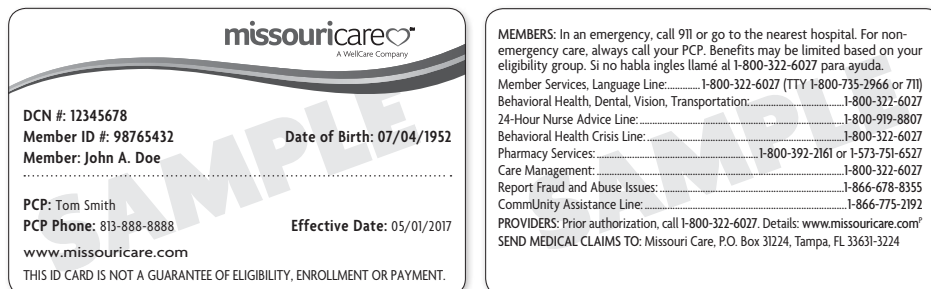 missouricare™
A WellCare Company
DCN #: 12345678
Member ID #: 98765432 Date of Birth: 07/04/1952
Member: John A. Doe
PCP: Tom Smith
PCP Phone: 813-888-8888 Effective Date: 05/01/2017
www.missouricare.com
THIS ID CARD IS NOT A GUARANTEE OF ELIGIBILITY, ENROLLMENT OR PAYMENT.
SAMPLE
MEMBERS: In an emergency, call 911 or go to the nearest hospital. For non-
emergency care, always call your PCP. Benefits may be limited based on your
eligibility group. Si no habla ingles llamé al 1-800-322-6027 para ayuda.
Member Services, Language Line:.............1-800-322-6027 (TTY 1-800-735-2966 or 711)
Behavioral Health, Dental, Vision, Transportation:..........................1-800-322-6027
24-Hour Nurse Advice Line:..........................1-800-919-8807
Behavioral Health Crisis Line:..........................1-800-322-6027
Pharmacy Services:..........................1-800-392-2161 or 1-573-751-6527
Care Management:..........................1-800-322-6027
Report Fraud and Abuse Issues:..........................1-866-678-8355
CommUnity Assistance Line:..........................1-866-775-2192
PROVIDERS: Prior authorization, call 1-800-322-6027. Details: www.missouricare.comᴾ
SEND MEDICAL CLAIMS TO: Missouri Care, P.O. Box 31224, Tampa, FL 33631-3224
SAMPLE